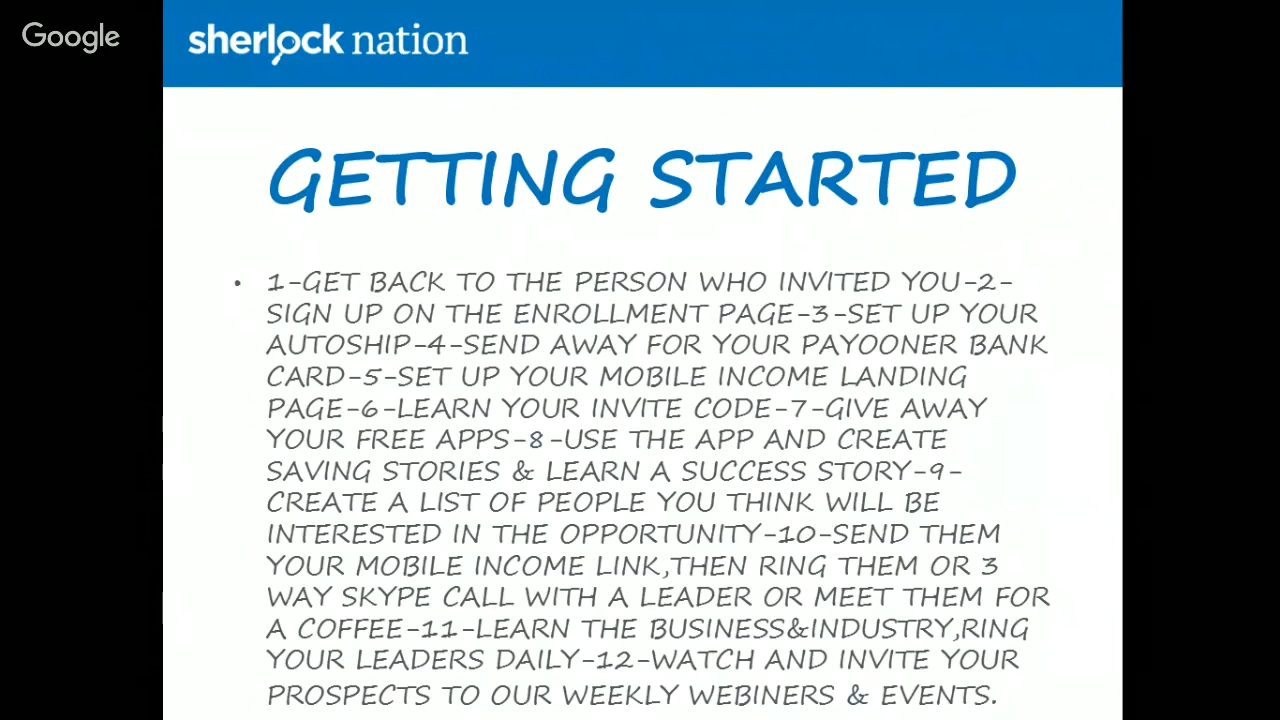 Google
sherlock nation
GETTING STARTED
• 1-GET BACK TO THE PERSON WHO INVITED YOU-2-
SIGN UP ON THE ENROLLMENT PAGE-3-SET UP YOUR
AUTOSHIP-4-SEND AWAY FOR YOUR PAYOONER BANK
CARD-5-SET UP YOUR MOBILE INCOME LANDING
PAGE-6-LEARN YOUR INVITE CODE-7-GIVE AWAY
YOUR FREE APPS-8-USE THE APP AND CREATE
SAVING STORIES & LEARN A SUCCESS STORY-9-
CREATE A LIST OF PEOPLE YOU THINK WILL BE
INTERESTED IN THE OPPORTUNITY-10-SEND THEM
YOUR MOBILE INCOME LINK,THEN RING THEM OR 3
WAY SKYPE CALL WITH A LEADER OR MEET THEM FOR
A COFFEE-11-LEARN THE BUSINESS&INDUSTRY,RING
YOUR LEADERS DAILY-12-WATCH AND INVITE YOUR
PROSPECTS TO OUR WEEKLY WEBINERS & EVENTS.